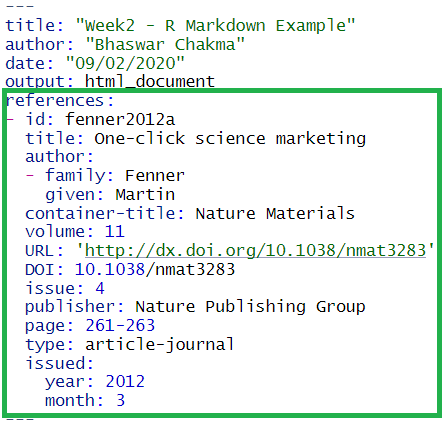 ---
title: "Week2 - R Markdown Example"
author: "Bhaswar Chakma"
date: "09/02/2020"
output: html_document
references:
- id: fenner2012a
  title: One-click science marketing
  author:
  - family: Fenner
    given: Martin
  container-title: Nature Materials
  volume: 11
  URL: 'http://dx.doi.org/10.1038/nmat3283'
  DOI: 10.1038/nmat3283
  issue: 4
  publisher: Nature Publishing Group
  page: 261-263
  type: article-journal
  issued:
    year: 2012
    month: 3
---